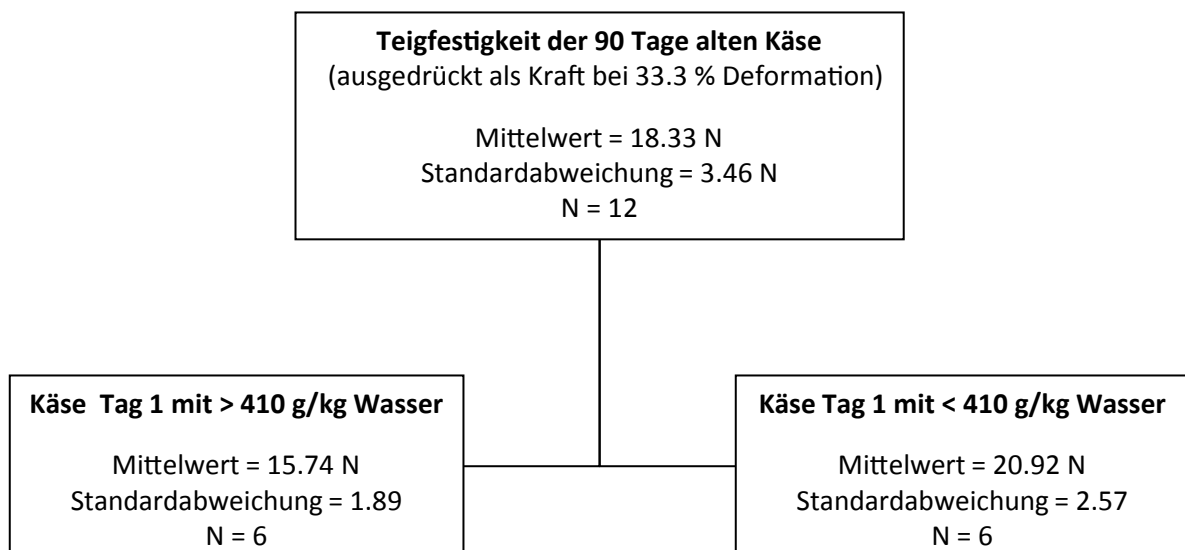 Teigfestigkeit der 90 Tage alten Käse
(ausgedrückt als Kraft bei 33.3 % Deformation)
Mittelwert = 18.33 N
Standardabweichung = 3.46 N
N = 12
Käse Tag 1 mit > 410 g/kg Wasser
Mittelwert = 15.74 N
Standardabweichung = 1.89
N = 6
Käse Tag 1 mit < 410 g/kg Wasser
Mittelwert = 20.92 N
Standardabweichung = 2.57
N = 6